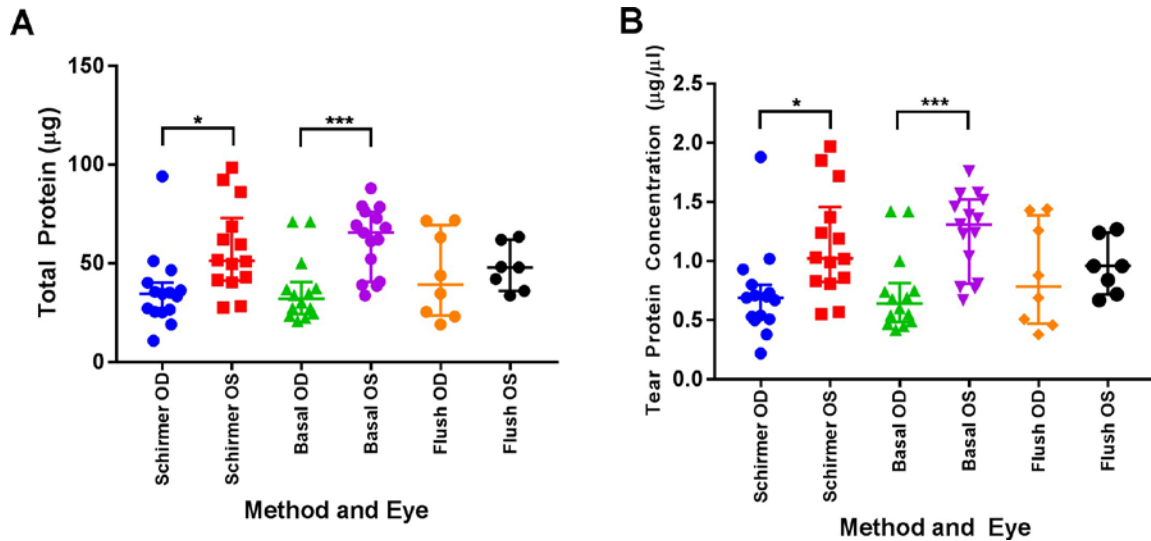 A
Total Protein (μg)
150
100
50
0
*
***
Schirmer OD
Schirmer OS
Basal OD
Basal OS
Flush OD
Flush OS
Method and Eye
B
Tear Protein Concentration (μg/μl)
2.5
2.0
1.5
1.0
0.5
0.0
*
***
Schirmer OD
Schirmer OS
Basal OD
Basal OS
Flush OD
Flush OS
Method and Eye